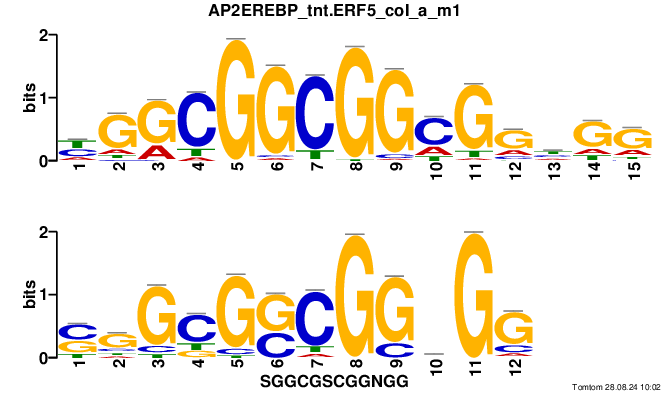 AP2EREBP_tnt.ERF5_col_a_m1
2
1
0
bits
1 2 3 4 5 6 7 8 9 10 11 12 13 14 15
2
1
0
bits
1 2 3 4 5 6 7 8 9 10 11 12
SGGCGSCGGNGG
Tomtom 28.08.24 10:02